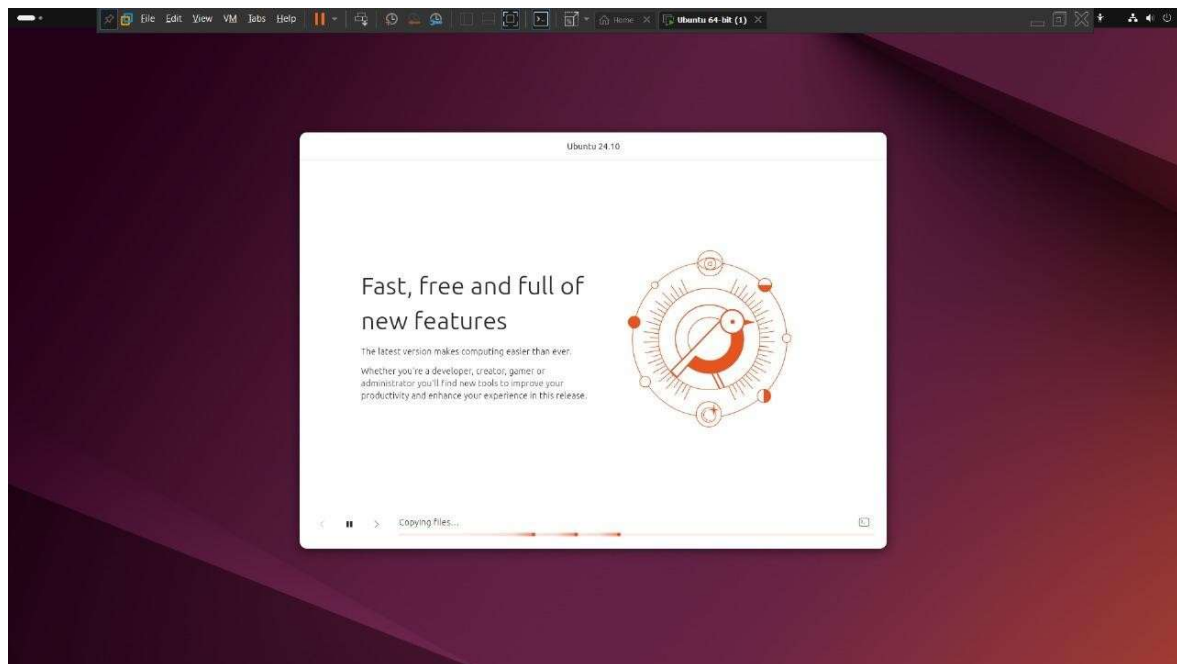 File Edit View VM Tabs Help Home Ubuntu 64-bit (1)
Ubuntu 24.10
Fast, free and full of
new features
The latest version makes computing easier than ever.
Whether you're a developer, creator, gamer or
administrator you'll find new tools to improve your
productivity and enhance your experience in this release.
Copying files...